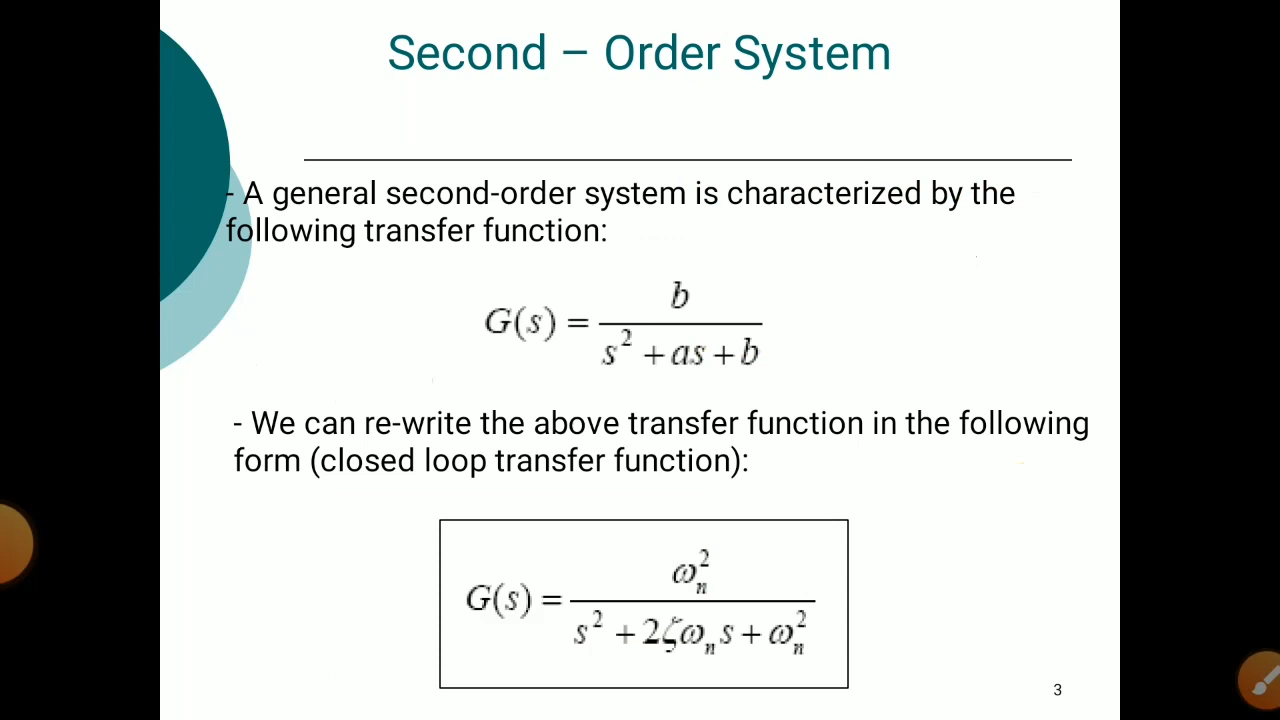 Second – Order System
- A general second-order system is characterized by the
following transfer function:
G(s) = b / (s² + as + b)
- We can re-write the above transfer function in the following
form (closed loop transfer function):
G(s) = ωₙ² / (s² + 2ζωₙs + ωₙ²)
3